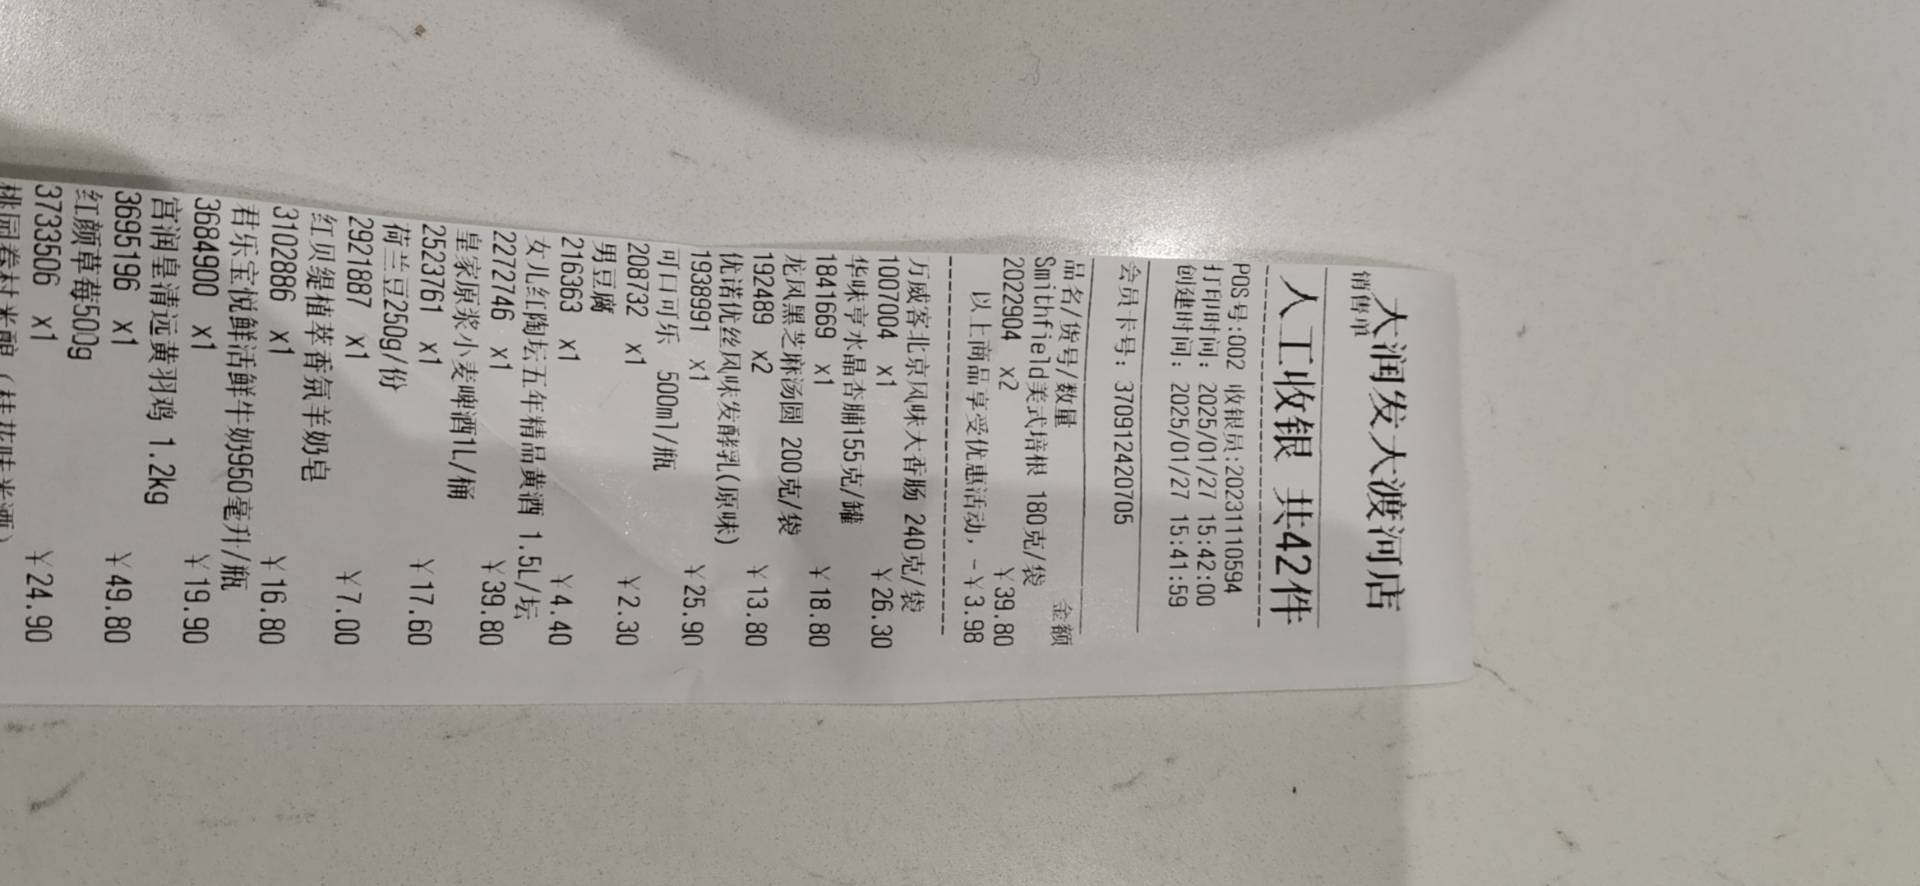 大润发大渡河店
销售单
人工收银 共42件
POS号:002 收银员:202311110594
打印时间: 2025/01/27 15:42:00
创建时间: 2025/01/27 15:41:59
会员卡号: 3709124207​05
品名/货号/数量 金额
Smithfield美式培根 180克/袋
2022904 x2 ￥39.80
以上商品享受优惠活动,-￥3.98
万威客北京风味大香肠 240克/袋
1007004 x1 ￥26.30
华味亨水晶杏脯155克/罐
1841669 x1 ￥18.80
龙凤黑芝麻汤圆 200克/袋
192489 x2 ￥13.80
优诺优丝风味发酵乳(原味)
1938991 x1 ￥25.90
可口可乐 500ml/瓶
208732 x1 ￥2.30
男豆腐
216363 x1 ￥4.40
女儿红陶坛五年精品黄酒 1.5L/坛
2272746 x1 ￥39.80
皇家原浆小麦啤酒1L/桶
2523761 x1 ￥17.60
荷兰豆250g/份
2921887 x1 ￥7.00
红贝缇植萃香氛羊奶皂
3102886 x1 ￥16.80
君乐宝悦鲜活鲜牛奶950毫升/瓶
3684900 x1 ￥19.90
宫润皇清远黄羽鸡 1.2kg
3695196 x1 ￥49.80
红颜草莓500g
3733506 x1 ￥24.90
桃园眷村米酿（桂花味米酒）